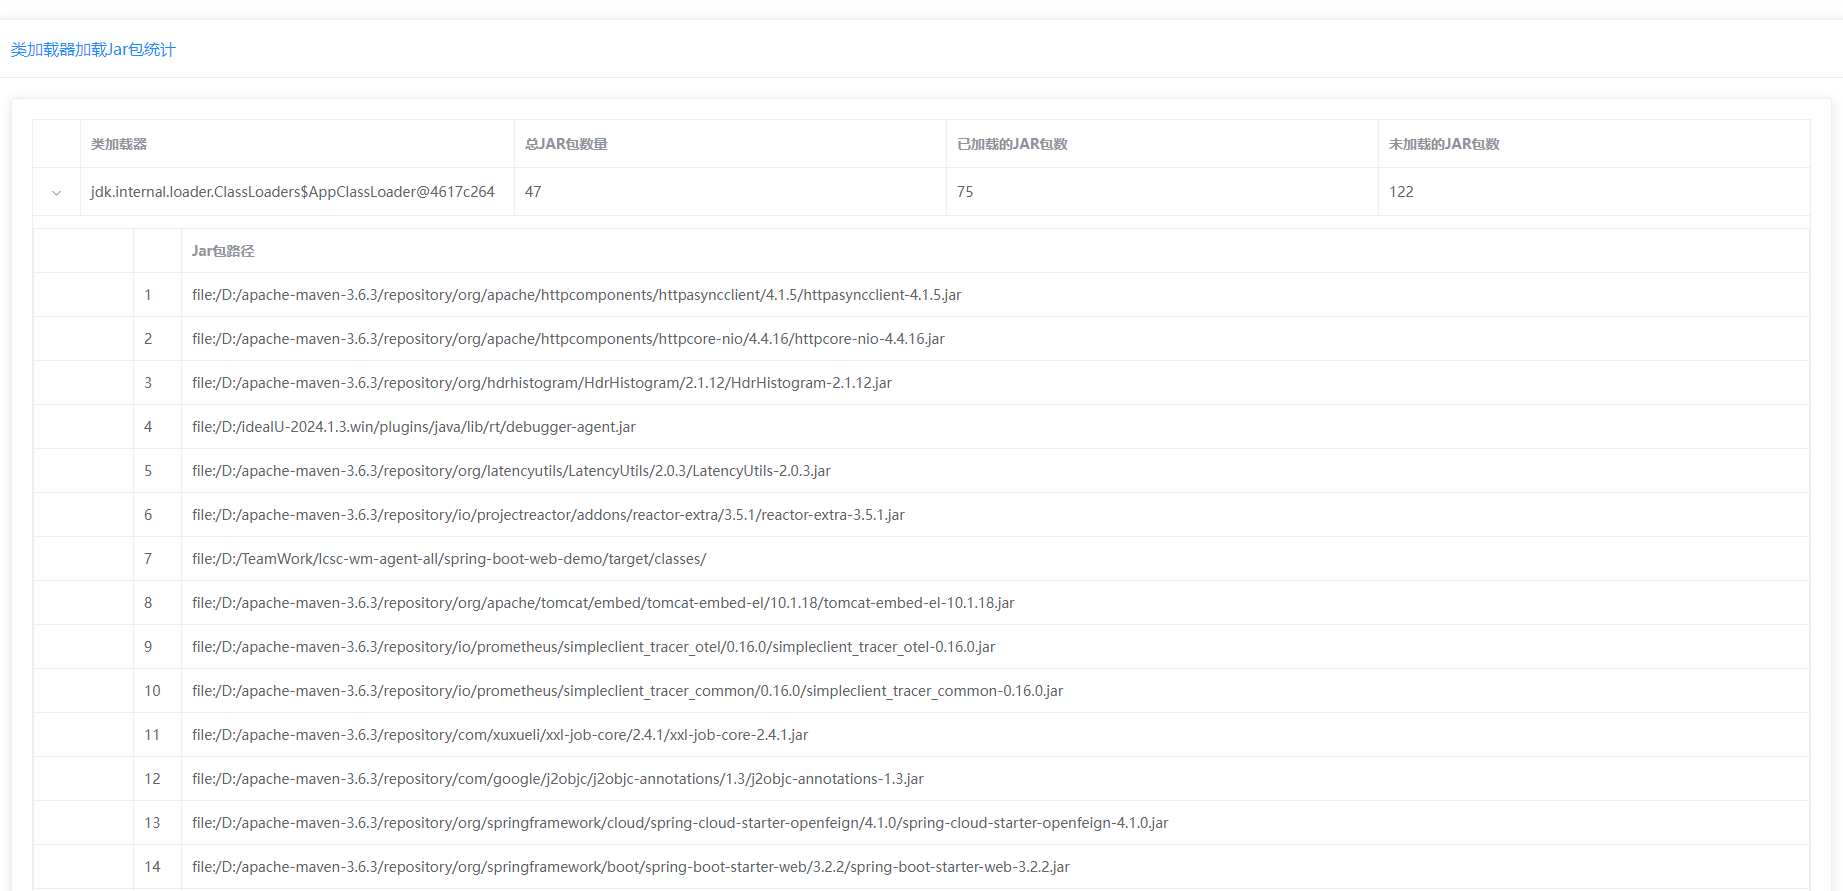 类加载器加载Jar包统计
类加载器 总JAR包数量 已加载的JAR包数 未加载的JAR包数
jdk.internal.loader.ClassLoaders$AppClassLoader@4617c264 47 75 122
Jar包路径
1 file:/D:/apache-maven-3.6.3/repository/org/apache/httpcomponents/httpasyncclient/4.1.5/httpasyncclient-4.1.5.jar
2 file:/D:/apache-maven-3.6.3/repository/org/apache/httpcomponents/httpcore-nio/4.4.16/httpcore-nio-4.4.16.jar
3 file:/D:/apache-maven-3.6.3/repository/org/hdrhistogram/HdrHistogram/2.1.12/HdrHistogram-2.1.12.jar
4 file:/D:/idealU-2024.1.3.win/plugins/java/lib/rt/debugger-agent.jar
5 file:/D:/apache-maven-3.6.3/repository/org/latencyutils/LatencyUtils/2.0.3/LatencyUtils-2.0.3.jar
6 file:/D:/apache-maven-3.6.3/repository/io/projectreactor/addons/reactor-extra/3.5.1/reactor-extra-3.5.1.jar
7 file:/D:/TeamWork/lcsc-wm-agent-all/spring-boot-web-demo/target/classes/
8 file:/D:/apache-maven-3.6.3/repository/org/apache/tomcat/embed/tomcat-embed-el/10.1.18/tomcat-embed-el-10.1.18.jar
9 file:/D:/apache-maven-3.6.3/repository/io/prometheus/simpleclient_tracer_otel/0.16.0/simpleclient_tracer_otel-0.16.0.jar
10 file:/D:/apache-maven-3.6.3/repository/io/prometheus/simpleclient_tracer_common/0.16.0/simpleclient_tracer_common-0.16.0.jar
11 file:/D:/apache-maven-3.6.3/repository/com/xuxueli/xxl-job-core/2.4.1/xxl-job-core-2.4.1.jar
12 file:/D:/apache-maven-3.6.3/repository/com/google/j2objc/j2objc-annotations/1.3/j2objc-annotations-1.3.jar
13 file:/D:/apache-maven-3.6.3/repository/org/springframework/cloud/spring-cloud-starter-openfeign/4.1.0/spring-cloud-starter-openfeign-4.1.0.jar
14 file:/D:/apache-maven-3.6.3/repository/org/springframework/boot/spring-boot-starter-web/3.2.2/spring-boot-starter-web-3.2.2.jar